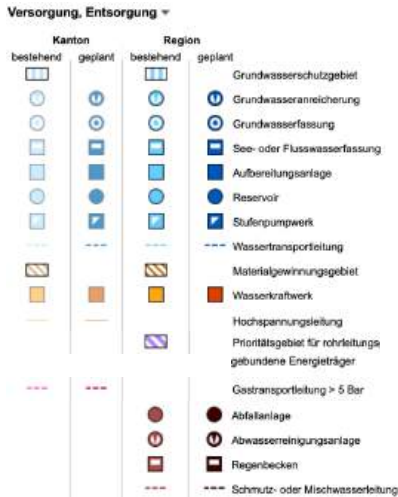 Versorgung, Entsorgung
Kanton Region
bestehend geplant bestehend geplant
Grundwasserschutzgebiet
Grundwasseranreicherung
Grundwasserfassung
See- oder Flusswasserfassung
Aufbereitungsanlage
Reservoir
Stufenpumpwerk
Wassertransportleitung
Materialgewinnungsgebiet
Wasserkraftwerk
Hochspannungsleitung
Prioritätsgebiet für rohrleitungs
gebundene Energieträger
Gastransportleitung > 5 Bar
Abfallanlage
Abwasserreinigungsanlage
Regenbecken
Schmutz- oder Mischwasserleitung